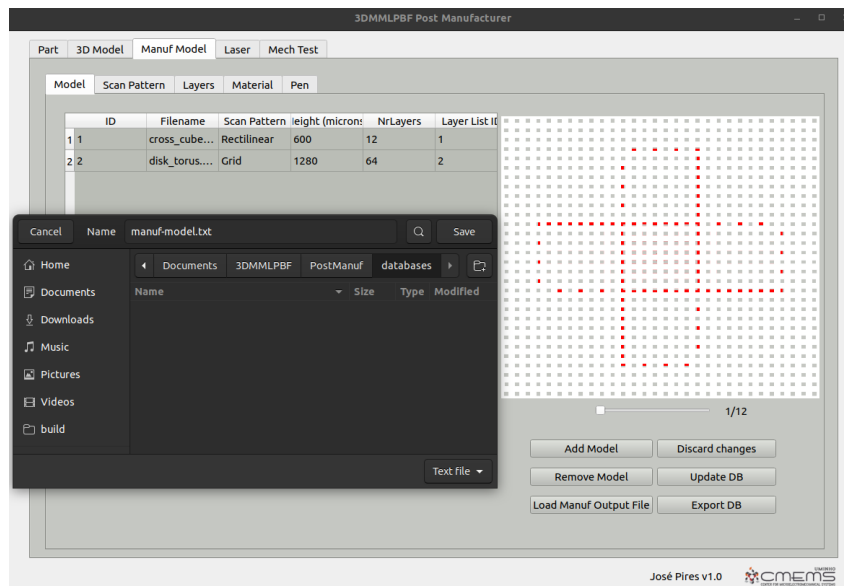 3DMMLPBF Post Manufacturer
Part 3D Model Manuf Model Laser Mech Test
Model Scan Pattern Layers Material Pen
ID Filename Scan Pattern Height (microns NrLayers Layer List ID
1 1 cross_cube... Rectilinear 600 12 1
2 2 disk_torus.... Grid 1280 64 2
Cancel Name manuf-model.txt Save
Home
Documents 3DMMLPBF PostManuf databases
Documents
Name Size Type Modified
Downloads
Music
Pictures
Videos
build
Text file
1/12
Add Model Discard changes
Remove Model Update DB
Load Manuf Output File Export DB
José Pires v1.0
CMEMS